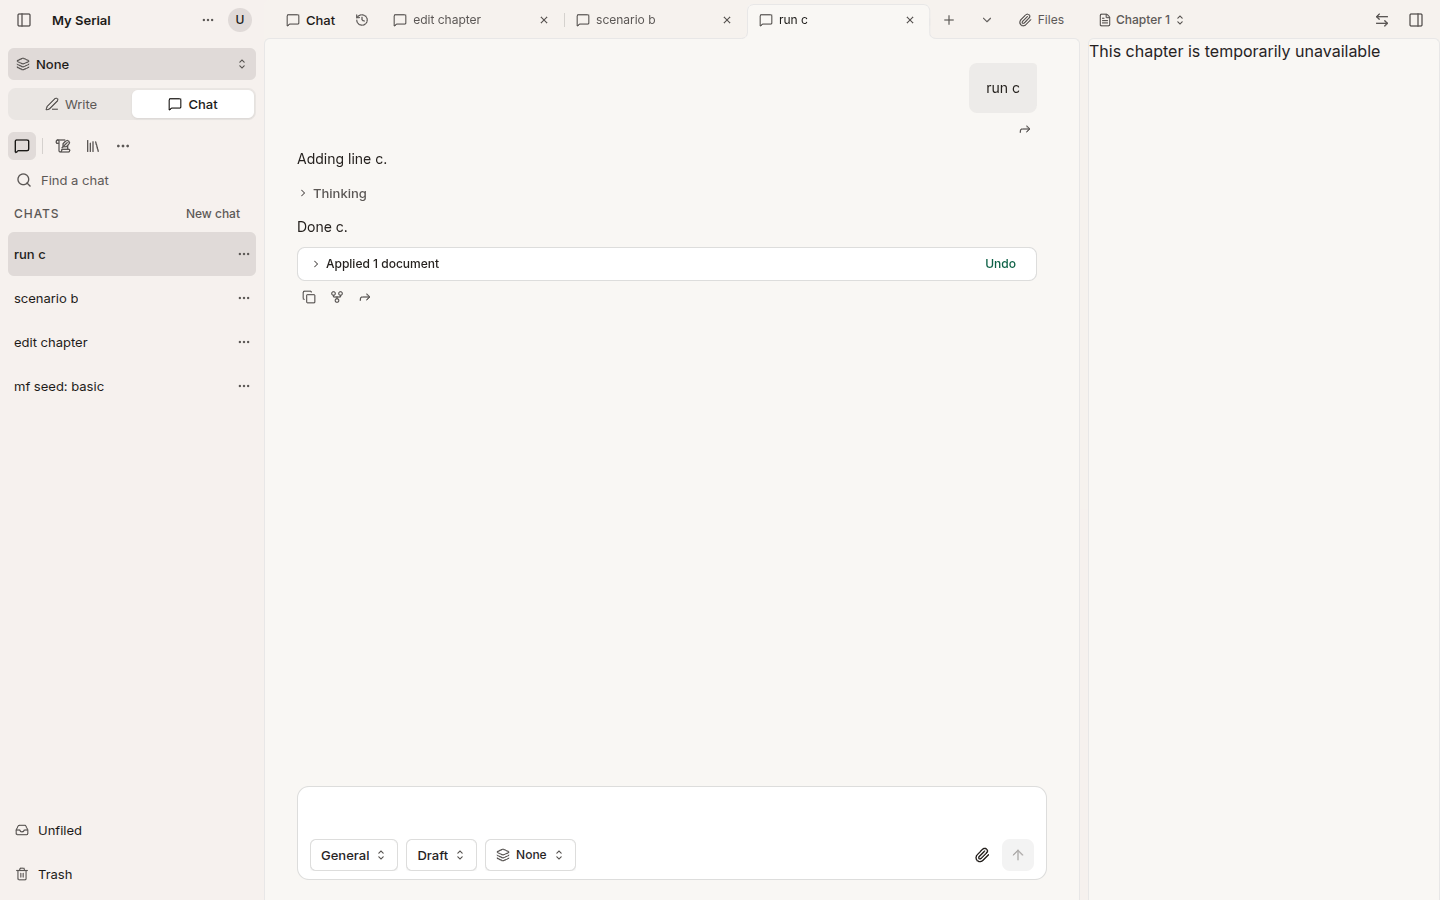 My Serial
U
None
Write
Chat
Find a chat
CHATS
New chat
run c
scenario b
edit chapter
mf seed: basic
Unfiled
Trash
Chat
edit chapter
scenario b
run c
Files
Chapter 1
run c
Adding line c.
Thinking
Done c.
Applied 1 document
Undo
General
Draft
None
This chapter is temporarily unavailable